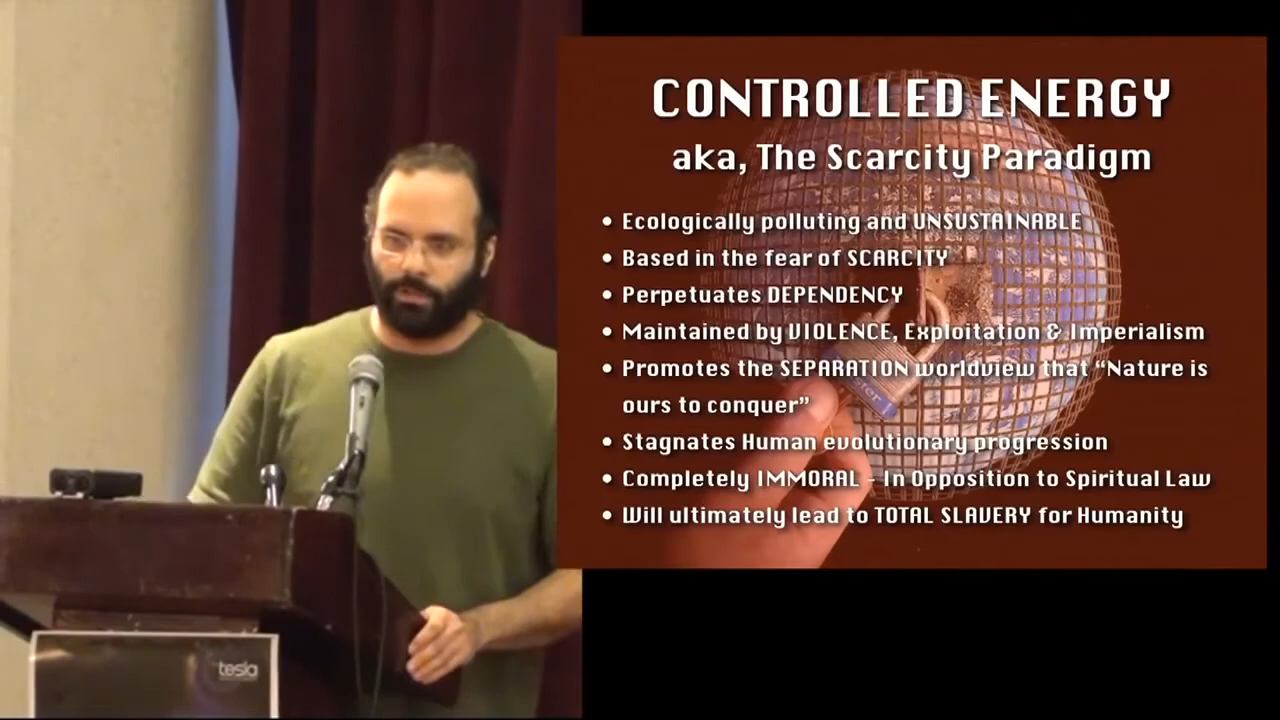 CONTROLLED ENERGY
aka, The Scarcity Paradigm
• Ecologically polluting and UNSUSTAINABLE
• Based in the fear of SCARCITY
• Perpetuates DEPENDENCY
• Maintained by VIOLENCE, Exploitation & Imperialism
• Promotes the SEPARATION worldview that “Nature is
ours to conquer”
• Stagnates Human evolutionary progression
• Completely IMMORAL - In Opposition to Spiritual Law
• Will ultimately lead to TOTAL SLAVERY for Humanity
tesla